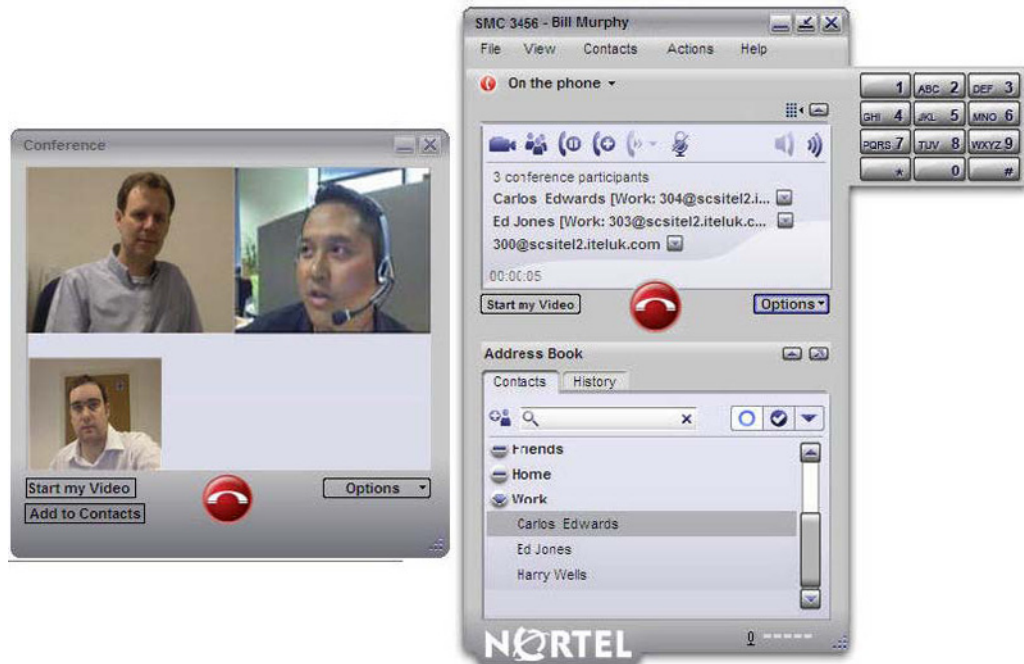 Conference
Start my Video
Options
Add to Contacts
SMC 3456 - Bill Murphy
File View Contacts Actions Help
On the phone
3 conference participants
Carlos Edwards [Work: 304@scsitel2.i...
Ed Jones [Work: 303@scsitel2.iteluk.c...
300@scsitel2.iteluk.com
00:00:05
Start my Video
Options
Address Book
Contacts History
Friends
Home
Work
Carlos Edwards
Ed Jones
Harry Wells
NORTEL
1 ABC 2 DEF 3
GHI 4 JKL 5 MNO 6
PQRS 7 TUV 8 WXYZ 9
* 0 #